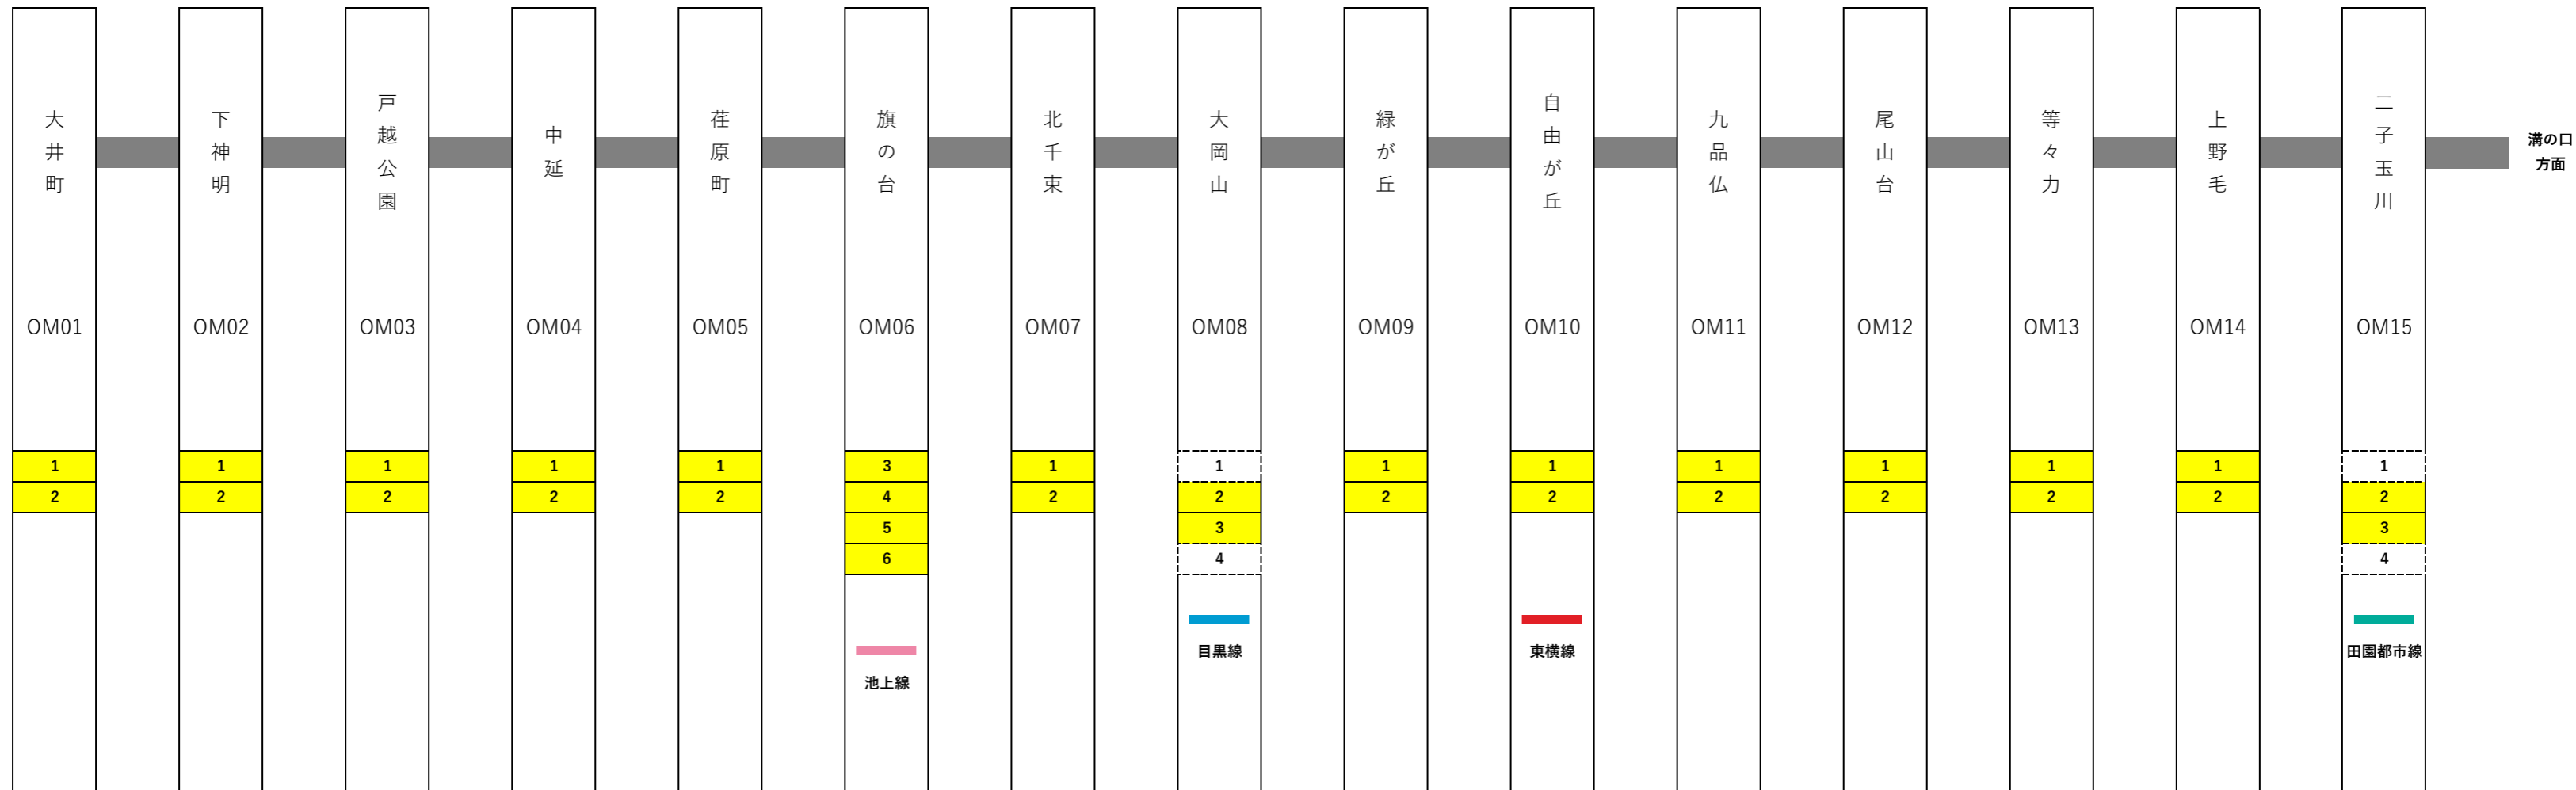 大井町
下神明
戸越公園
中延
荏原町
旗の台
北千束
大岡山
緑が丘
自由が丘
九品仏
尾山台
等々力
上野毛
二子玉川
溝の口
方面
OM01
OM02
OM03
OM04
OM05
OM06
OM07
OM08
OM09
OM10
OM11
OM12
OM13
OM14
OM15
1 1 1 1 1 3 1 1 1 1 1 1 1 1 1
2 2 2 2 2 4 2 2 2 2 2 2 2 2 2
5 3 3
6 4 4
目黒線 東横線 田園都市線
池上線